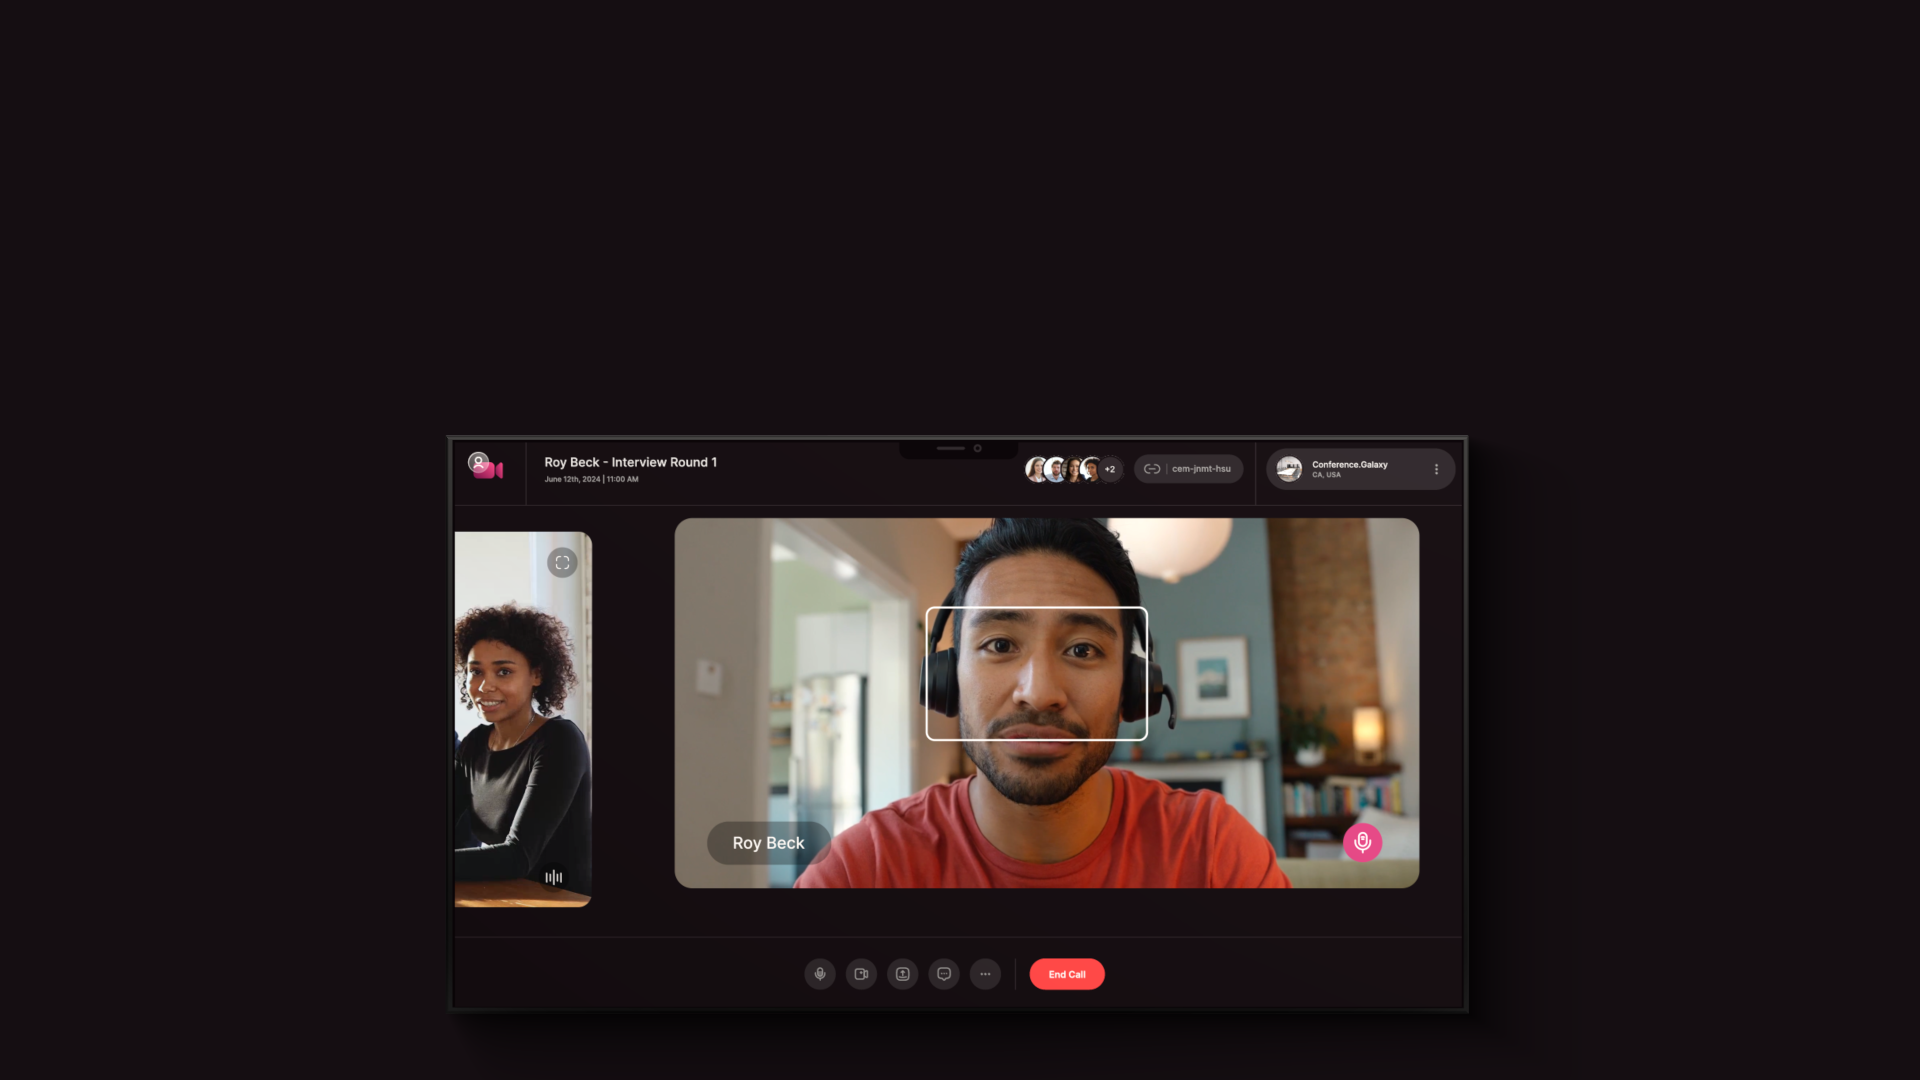 Roy Beck - Interview Round 1
June 12th, 2024 | 11:00 AM
+2
cem-jnmt-hsu
Conference.Galaxy
CA, USA
Roy Beck
End Call